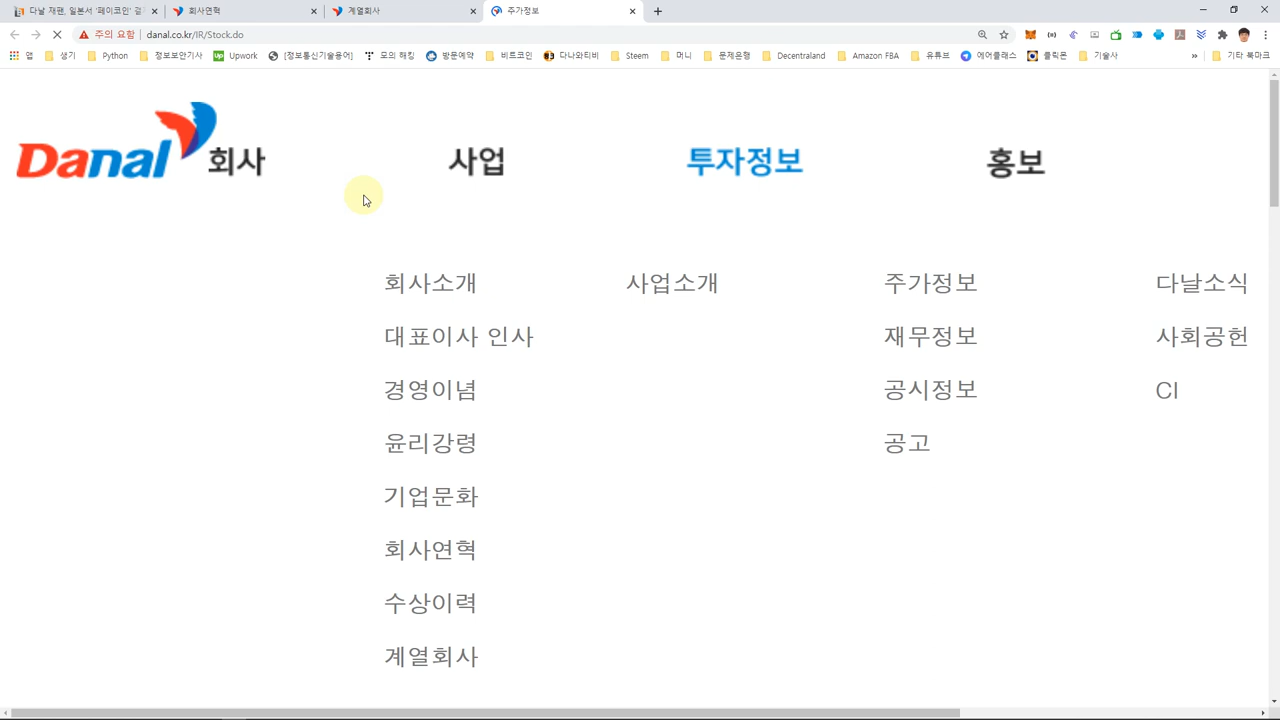 다날 재팬, 일본서 '페이코인' 결
회사연혁
계열회사
주가정보
주의 요함 danal.co.kr/IR/Stock.do
앱 생기 Python 정보보안기사 Upwork [정보통신기술용어] 모의 해킹 방문예약 비트코인 다나와티비 Steem 머니 문제은행 Decentraland Amazon FBA 유튜브 에어플래스 클릭몬 기술사 » 기타 북마크
Danal 회사 사업 투자정보 홍보
회사소개 사업소개 주가정보 다날소식
대표이사 인사 재무정보 사회공헌
경영이념 공시정보 CI
윤리강령 공고
기업문화
회사연혁
수상이력
계열회사